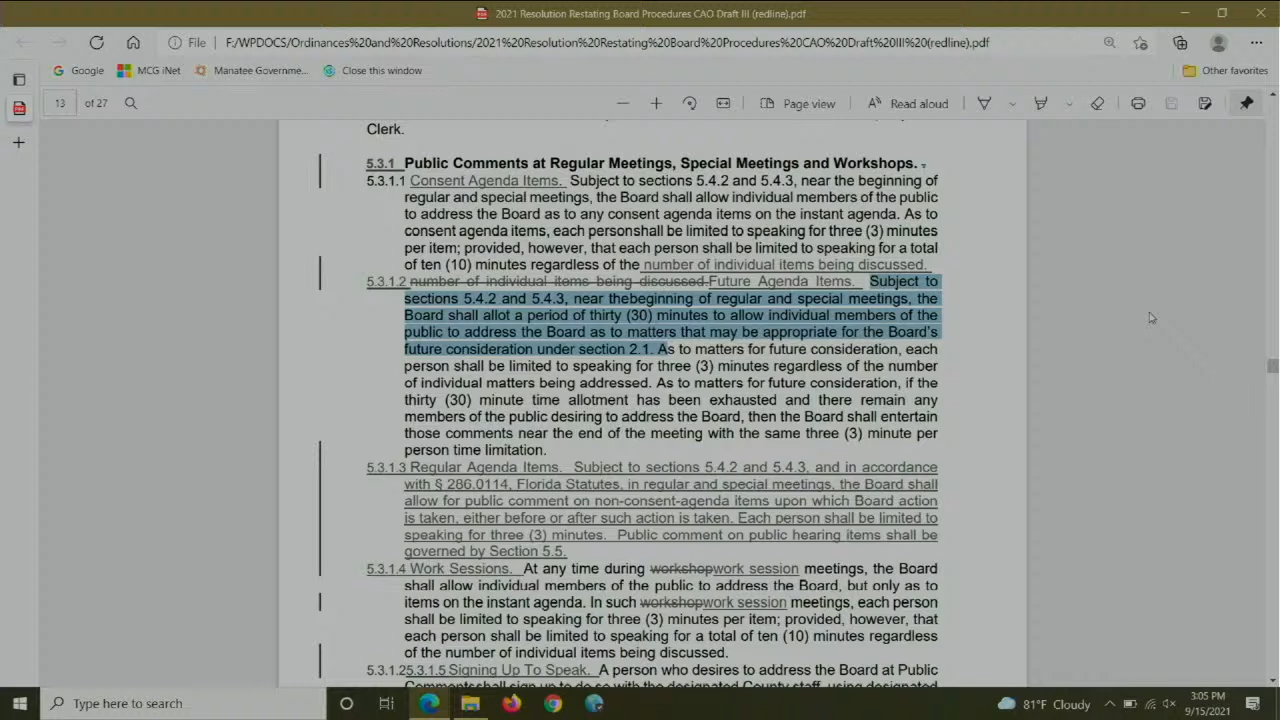 2021 Resolution Restating Board Procedures CAO Draft III (redline).pdf
File F:/WPDOCS/Ordinances%20and%20Resolutions/2021%20Resolution%20Restating%20Board%20Procedures%20CAO%20Draft%20III%20(redline).pdf
Google MCG iNet Manatee Governme... Close this window Other favorites
13 of 27 Page view Read aloud
Clerk.
5.3.1 Public Comments at Regular Meetings, Special Meetings and Workshops.
5.3.1.1 Consent Agenda Items. Subject to sections 5.4.2 and 5.4.3, near the beginning of
regular and special meetings, the Board shall allow individual members of the public
to address the Board as to any consent agenda items on the instant agenda. As to
consent agenda items, each personshall be limited to speaking for three (3) minutes
per item; provided, however, that each person shall be limited to speaking for a total
of ten (10) minutes regardless of the number of individual items being discussed.
5.3.1.2 number of individual items being discussed.Future Agenda Items. Subject to
sections 5.4.2 and 5.4.3, near thebeginning of regular and special meetings, the
Board shall allot a period of thirty (30) minutes to allow individual members of the
public to address the Board as to matters that may be appropriate for the Board's
future consideration under section 2.1. As to matters for future consideration, each
person shall be limited to speaking for three (3) minutes regardless of the number
of individual matters being addressed. As to matters for future consideration, if the
thirty (30) minute time allotment has been exhausted and there remain any
members of the public desiring to address the Board, then the Board shall entertain
those comments near the end of the meeting with the same three (3) minute per
person time limitation.
5.3.1.3 Regular Agenda Items. Subject to sections 5.4.2 and 5.4.3, and in accordance
with § 286.0114, Florida Statutes, in regular and special meetings, the Board shall
allow for public comment on non-consent-agenda items upon which Board action
is taken, either before or after such action is taken. Each person shall be limited to
speaking for three (3) minutes. Public comment on public hearing items shall be
governed by Section 5.5.
5.3.1.4 Work Sessions. At any time during workshopwork session meetings, the Board
shall allow individual members of the public to address the Board, but only as to
items on the instant agenda. In such workshopwork session meetings, each person
shall be limited to speaking for three (3) minutes per item; provided, however, that
each person shall be limited to speaking for a total of ten (10) minutes regardless
of the number of individual items being discussed.
5.3.1.25.3.1.5 Signing Up To Speak. A person who desires to address the Board at Public
Commentsshall sign up to do so with the designated County staff, using designated
Type here to search 81°F Cloudy 3:05 PM
9/15/2021